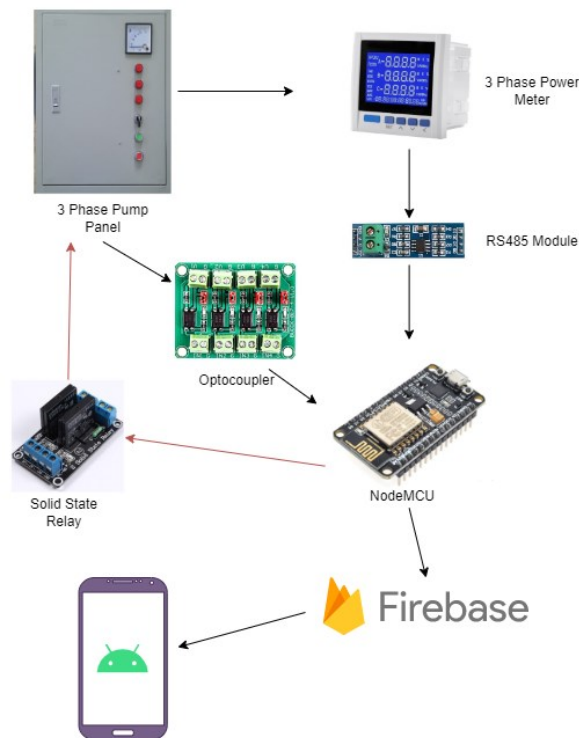 3 Phase Power
Meter
3 Phase Pump
Panel
RS485 Module
Optocoupler
NodeMCU
Solid State
Relay
Firebase